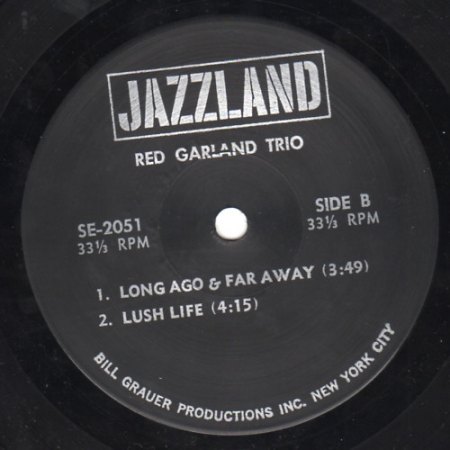 JAZZLAND
RED GARLAND TRIO
SE-2051
33⅓ RPM
SIDE B
33⅓ RPM
1. LONG AGO & FAR AWAY (3:49)
2. LUSH LIFE (4:15)
BILL GRAUER PRODUCTIONS INC. NEW YORK CITY